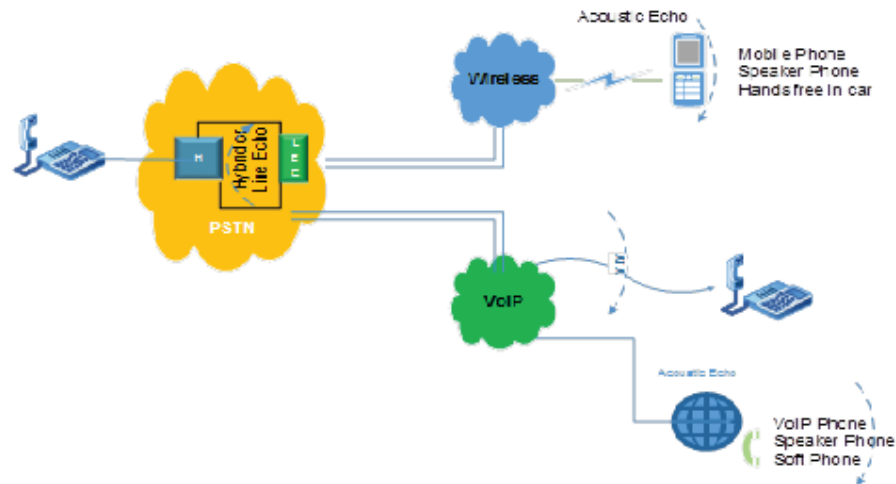 Acoustic Echo
Mobile Phone
Speaker Phone
Hands free in car
Wireless
H
Hybrid or
Line Echo
L
E
C
PSTN
VoIP
Acoustic Echo
VoIP Phone
Speaker Phone
Soft Phone